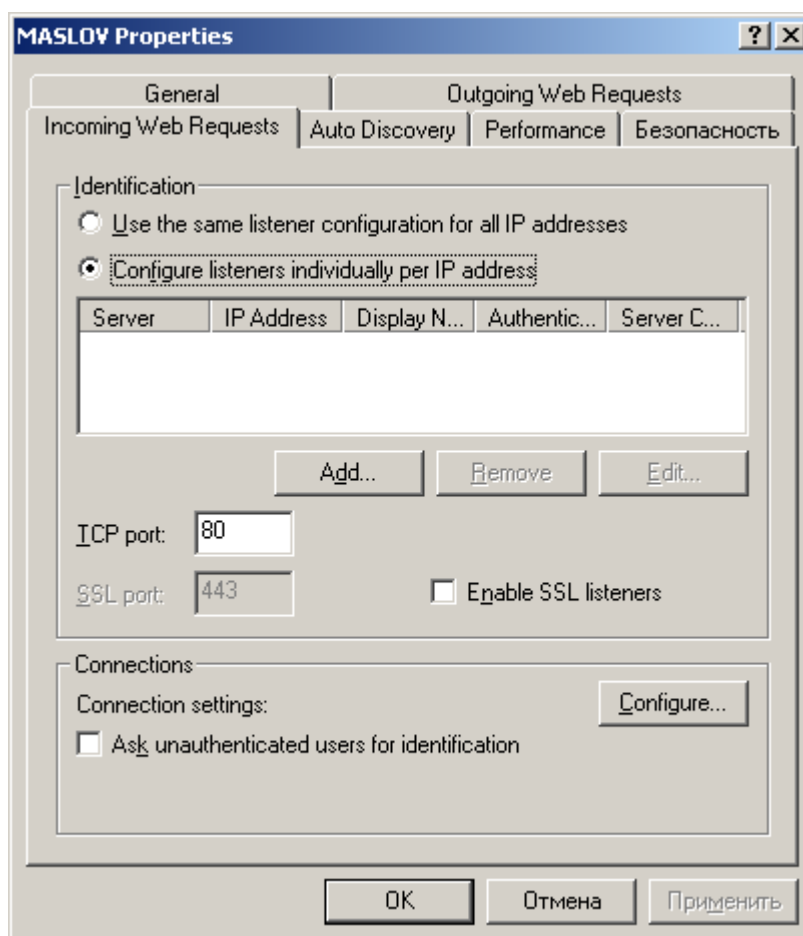 MASLOV Properties
General Outgoing Web Requests
Incoming Web Requests Auto Discovery Performance Безопасность
Identification
Use the same listener configuration for all IP addresses
Configure listeners individually per IP address
Server IP Address Display N... Authentic... Server C...
Add... Remove Edit...
TCP port: 80
SSL port: 443 Enable SSL listeners
Connections
Connection settings: Configure...
Ask unauthenticated users for identification
OK Отмена Применить